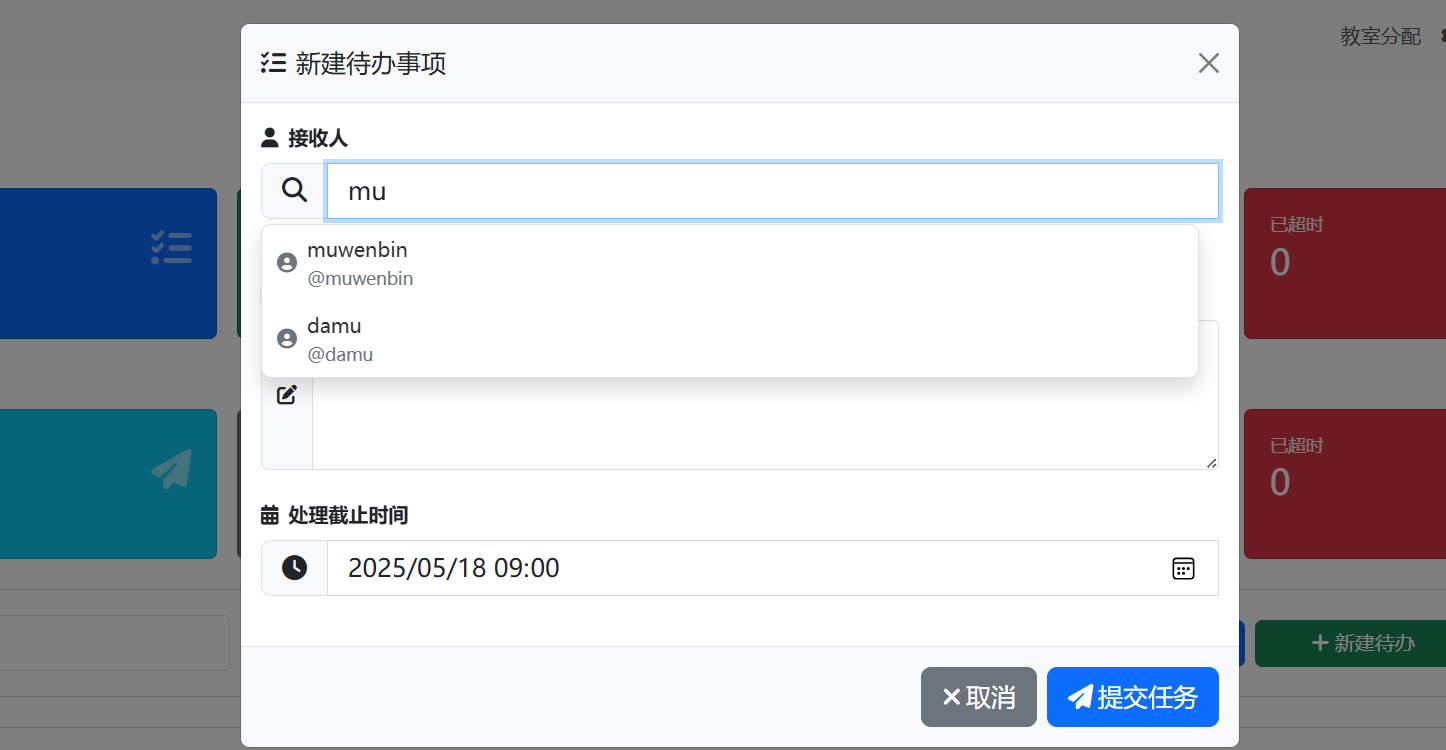 教室分配
新建待办事项
接收人
mu
muwenbin
@muwenbin
damu
@damu
已超时
0
已超时
0
处理截止时间
2025/05/18 09:00
新建待办
取消
提交任务